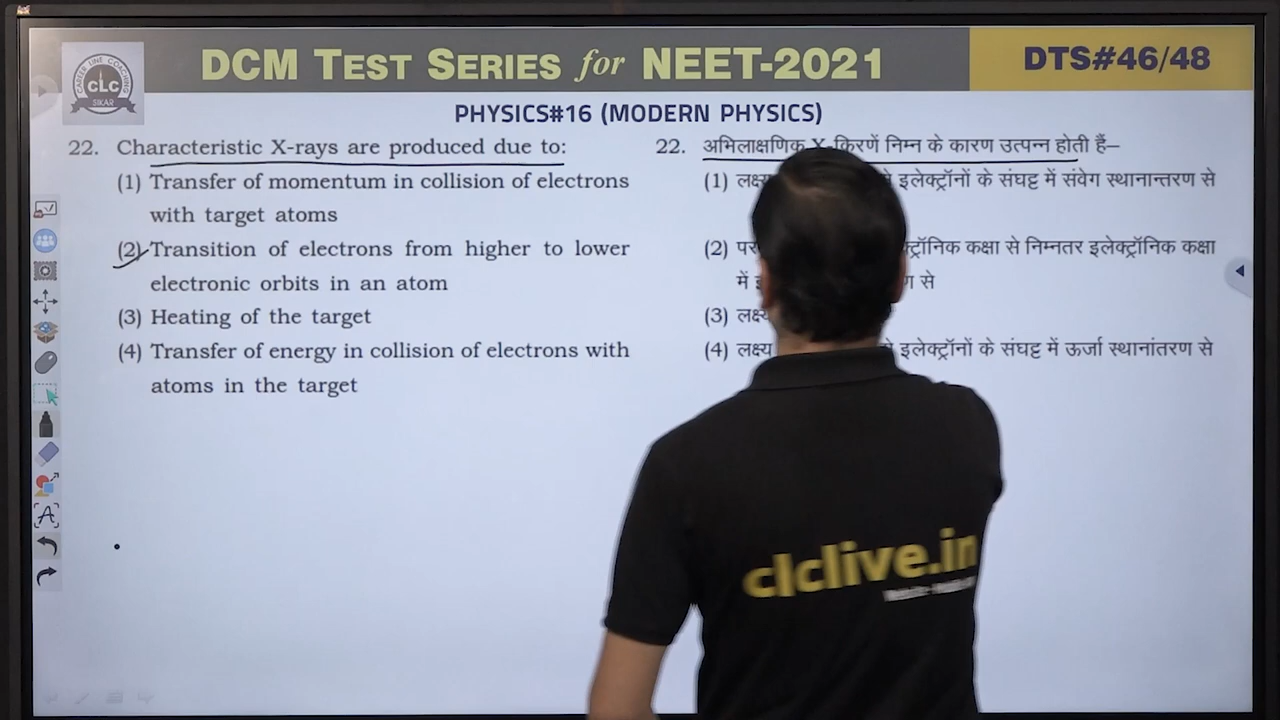 DCM TEST SERIES for NEET-2021
DTS#46/48
CAREER LINE COACHING
CLC
SIKAR
PHYSICS#16 (MODERN PHYSICS)
22. Characteristic X-rays are produced due to:
(1) Transfer of momentum in collision of electrons
with target atoms
(2) Transition of electrons from higher to lower
electronic orbits in an atom
(3) Heating of the target
(4) Transfer of energy in collision of electrons with
atoms in the target
22. अभिलाक्षणिक X-किरणें निम्न के कारण उत्पन्न होती हैं–
(1) इलेक्ट्रॉनों के संघट्ट में संवेग स्थानान्तरण से
(2) कक्षा से निम्नतर इलेक्ट्रॉनिक कक्षा
में से
(3)
(4) इलेक्ट्रॉनों के संघट्ट में ऊर्जा स्थानांतरण से
clclive.in